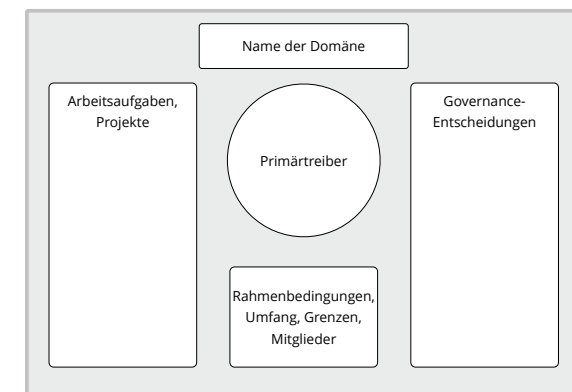 Name der Domäne
Arbeitsaufgaben,
Projekte
Primärtreiber
Governance-
Entscheidungen
Rahmenbedingungen,
Umfang, Grenzen,
Mitglieder